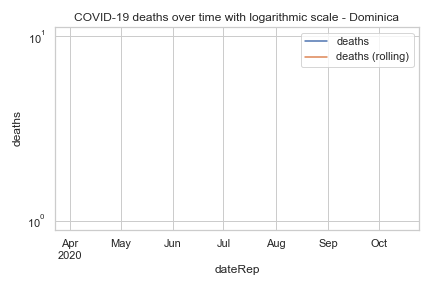 COVID-19 deaths over time with logarithmic scale - Dominica
10¹
deaths
deaths (rolling)
deaths
10⁰
Apr May Jun Jul Aug Sep Oct
2020
dateRep